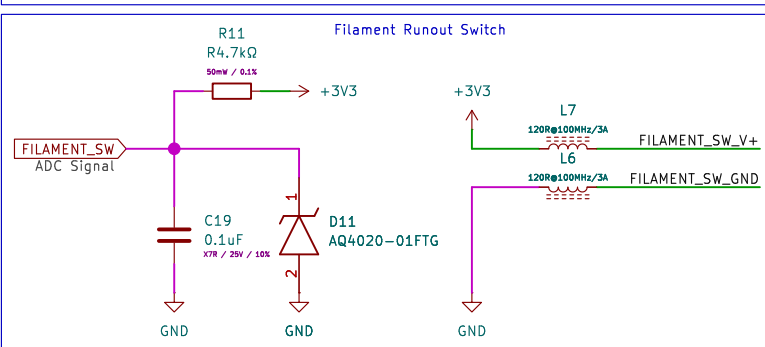 Filament Runout Switch
R11
R4.7kΩ
50mW / 0.1%
+3V3
FILAMENT_SW
ADC Signal
C19
0.1uF
X7R / 25V / 10%
GND
1
D11
AQ4020-01FTG
2
GND
+3V3
L7
120R@100MHz/3A
FILAMENT_SW_V+
L6
120R@100MHz/3A
FILAMENT_SW_GND
GND